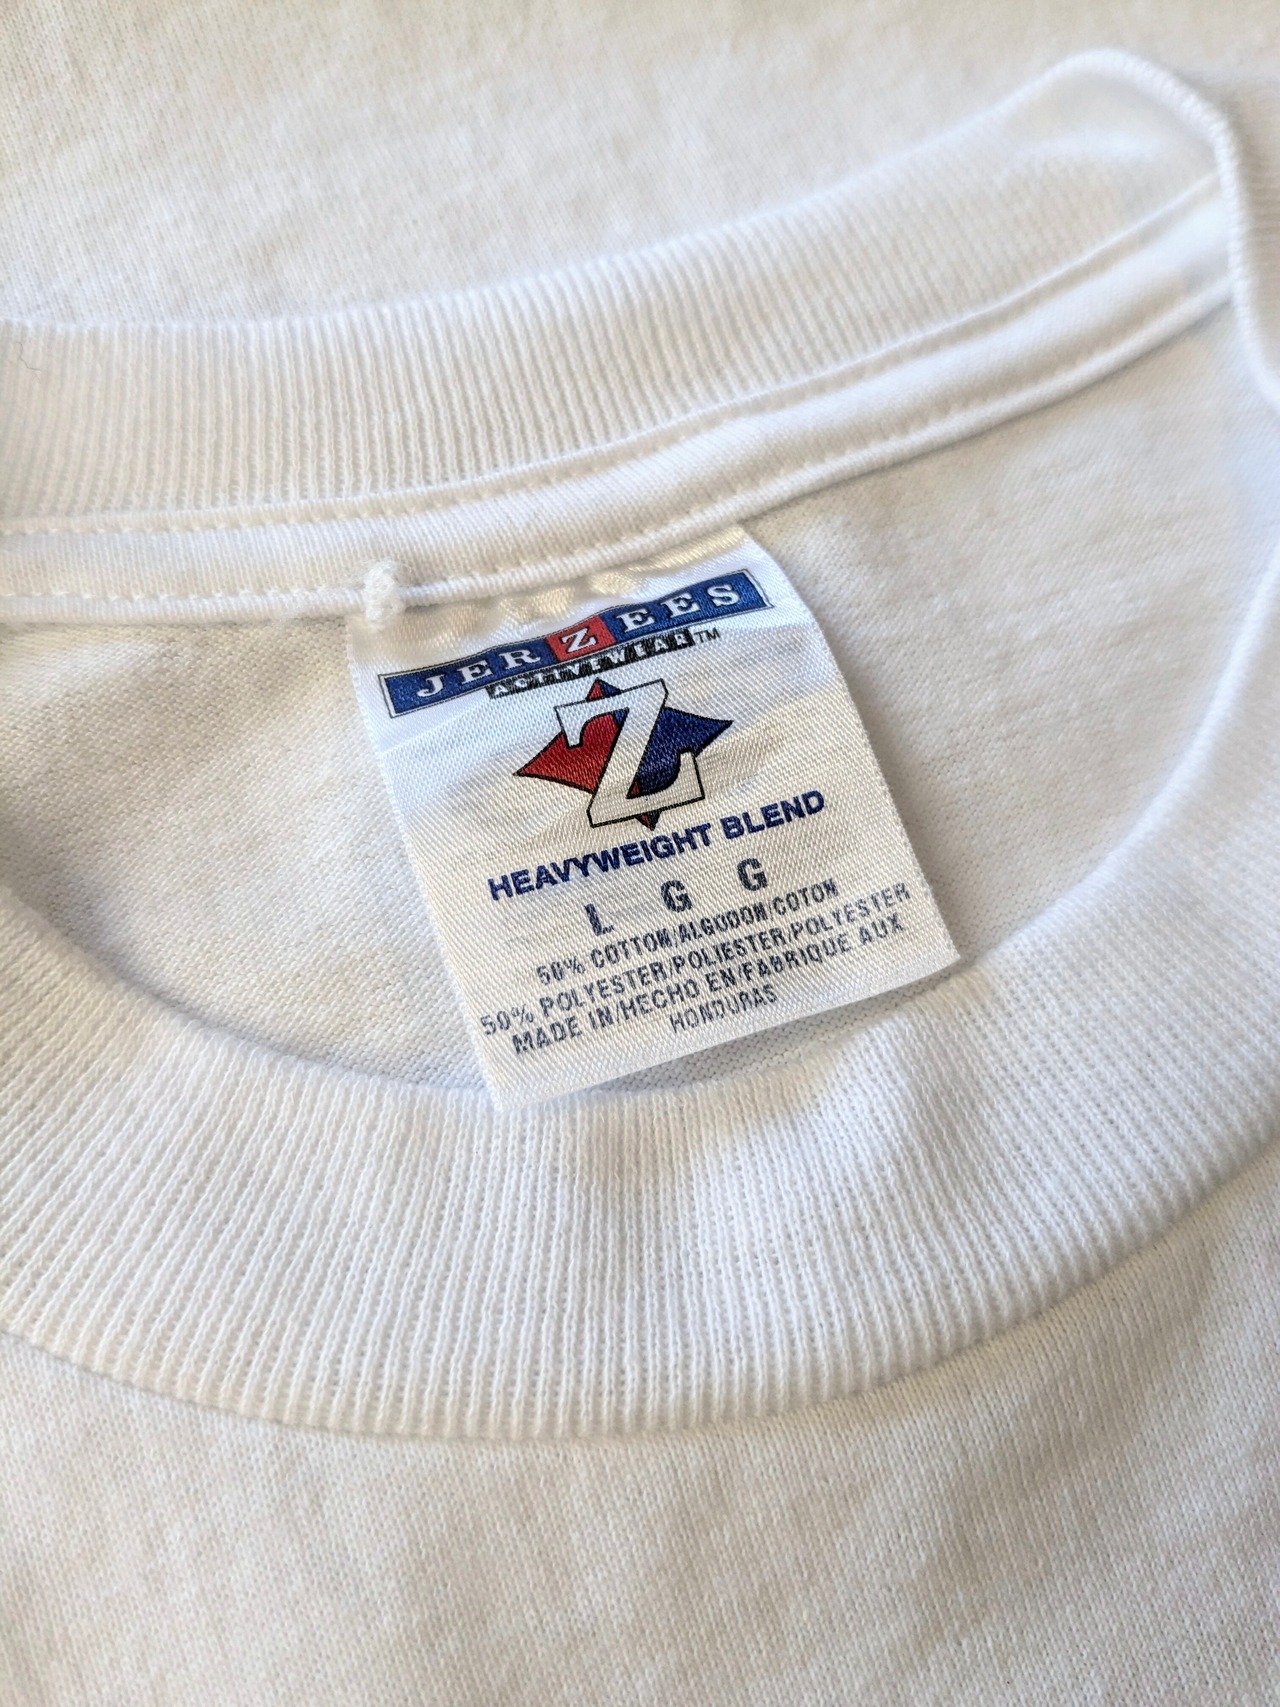 JERZEES
ACTIVEWEAR™
Z
HEAVYWEIGHT BLEND
L G G
50% COTTON/ALGODON/COTON
50% POLYESTER/POLIESTER/POLYESTER
MADE IN/HECHO EN/FABRIQUE AUX
HONDURAS